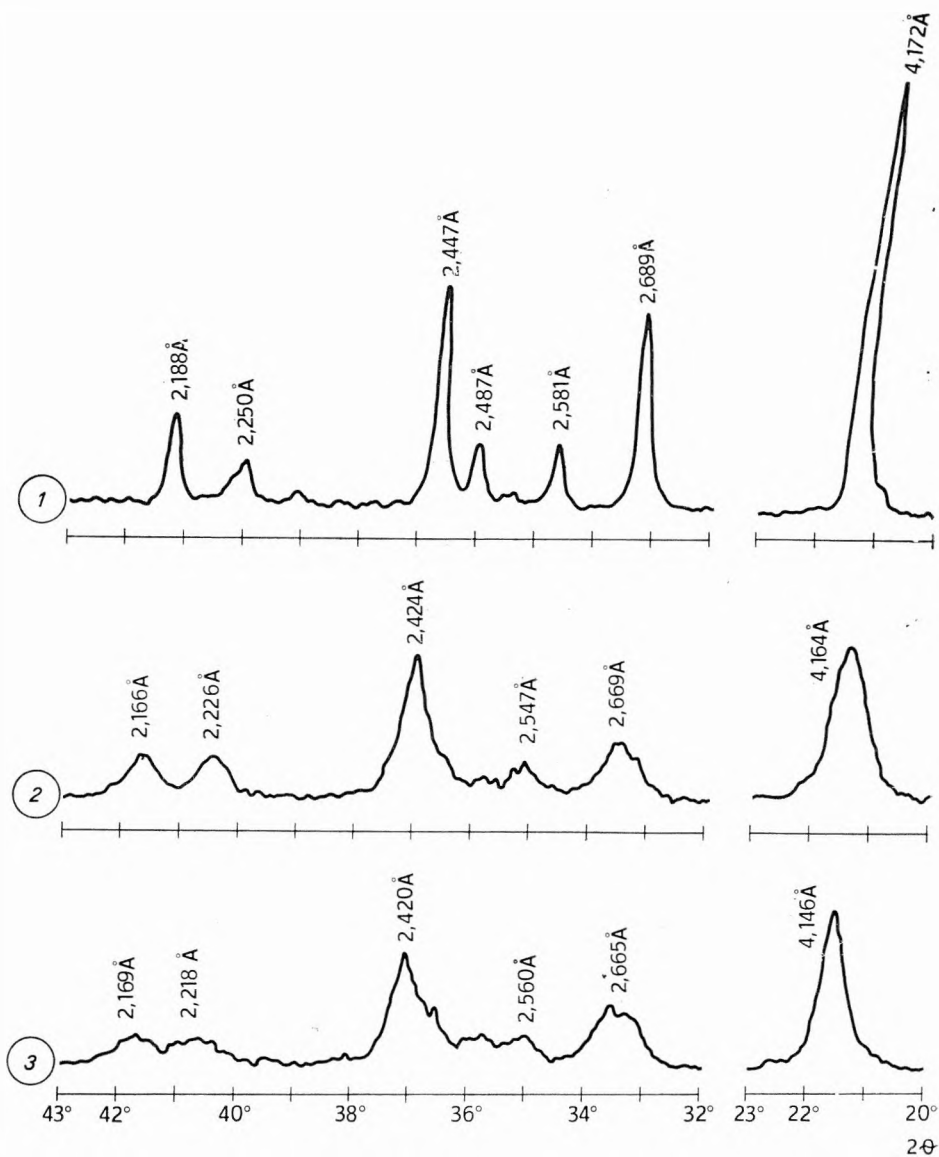 4,172Å
2,447Å
2,689Å
2,188Å
2,250Å
2,487Å
2,581Å
1
2,424Å
4,164Å
2,166Å
2,226Å
2,547Å
2,669Å
2
2,420Å
4,146Å
2,169Å
2,218 Å
2,560Å
2,665Å
3
43° 42° 40° 38° 36° 34° 32° 23° 22° 20°
2θ